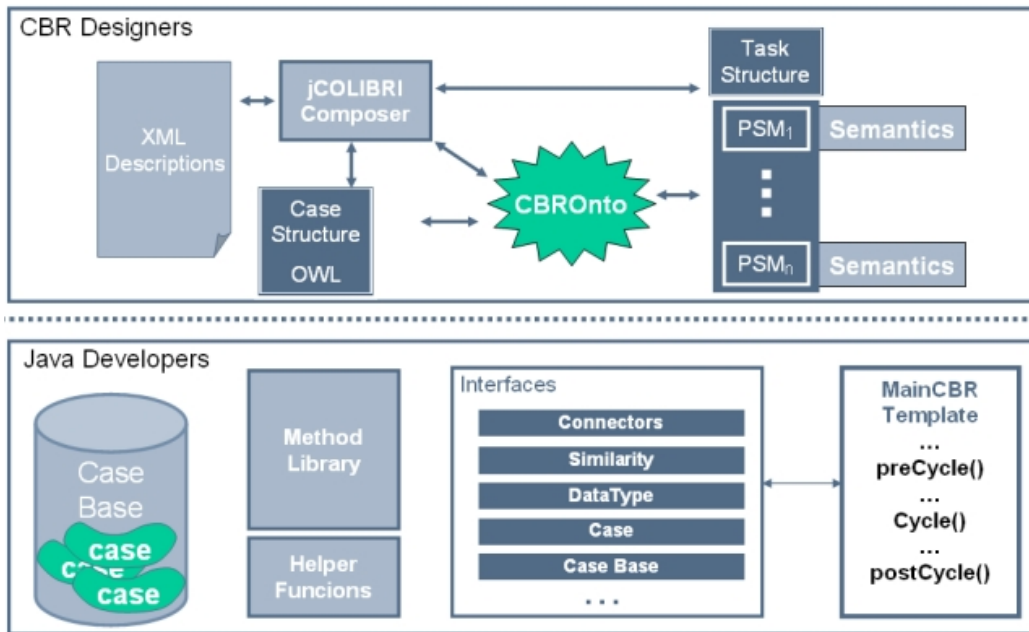 CBR Designers
XML
Descriptions
jCOLIBRI
Composer
Case
Structure
OWL
CBROnto
Task
Structure
PSM1
Semantics
PSMn
Semantics
Java Developers
Case
Base
case
case
case
Method
Library
Helper
Funcions
Interfaces
Connectors
Similarity
DataType
Case
Case Base
...
MainCBR
Template
...
preCycle()
...
Cycle()
...
postCycle()